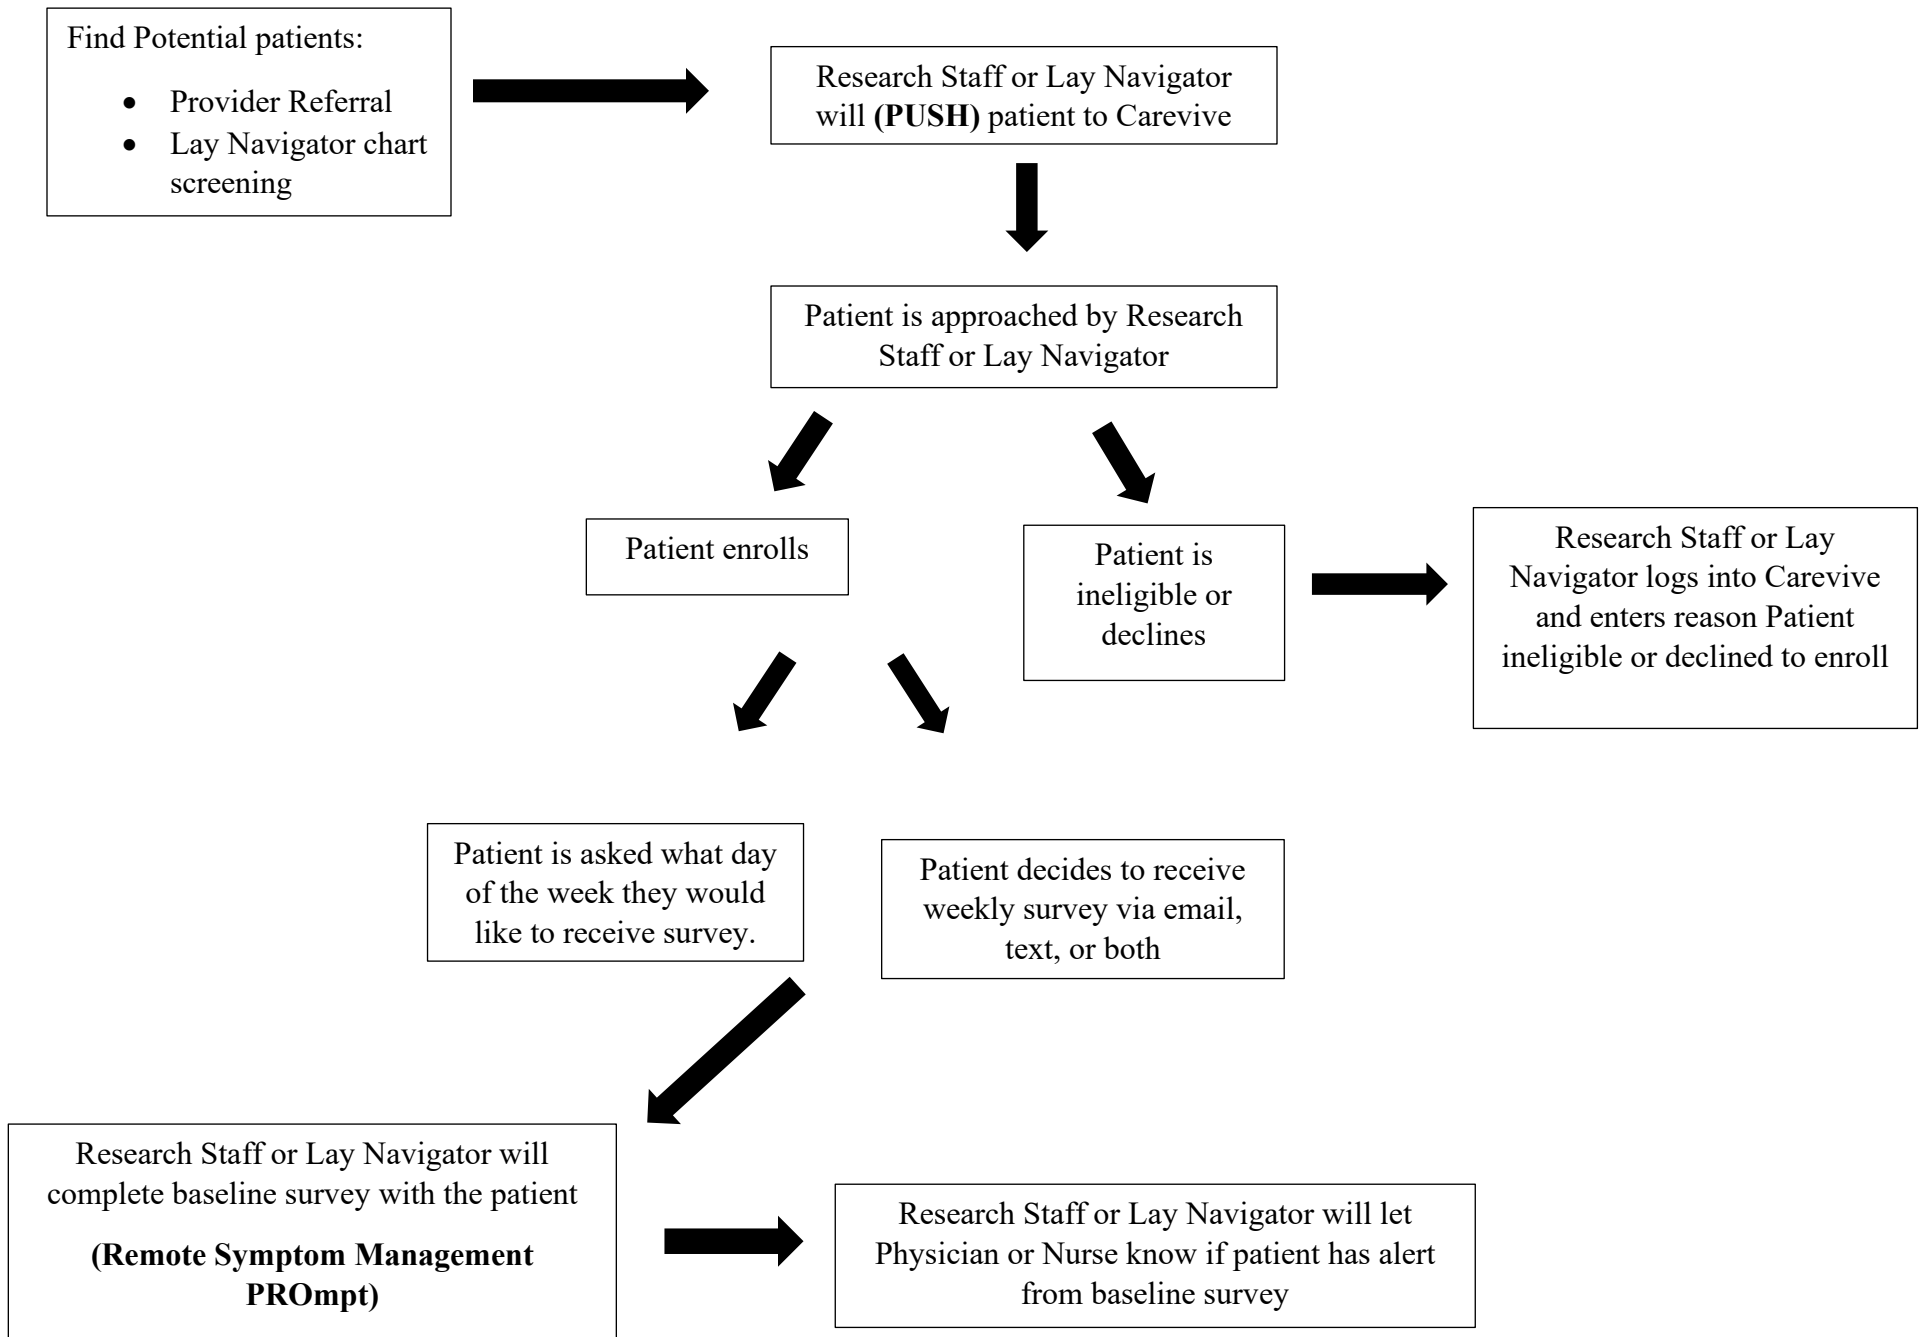 Find Potential patients:
• Provider Referral
• Lay Navigator chart
screening
Research Staff or Lay Navigator
will (PUSH) patient to Carevive
Patient is approached by Research
Staff or Lay Navigator
Patient enrolls
Patient is
ineligible or
declines
Research Staff or Lay
Navigator logs into Carevive
and enters reason Patient
ineligible or declined to enroll
Patient is asked what day
of the week they would
like to receive survey.
Patient decides to receive
weekly survey via email,
text, or both
Research Staff or Lay Navigator will
complete baseline survey with the patient
(Remote Symptom Management
PROmpt)
Research Staff or Lay Navigator will let
Physician or Nurse know if patient has alert
from baseline survey